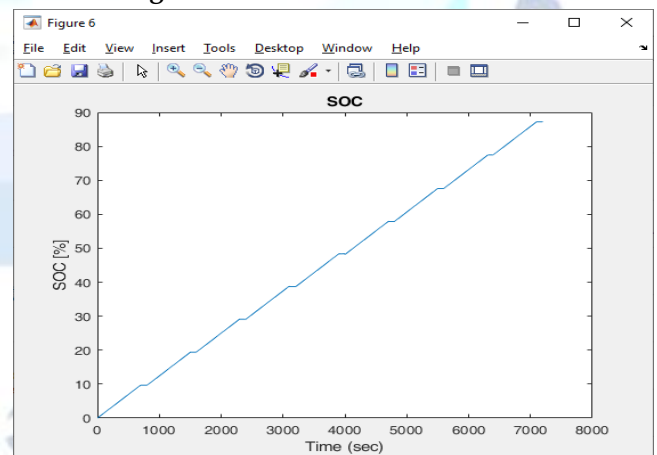 Figure 6
File Edit View Insert Tools Desktop Window Help
SOC
90
80
70
60
50
40
30
20
10
0
SOC [%]
0 1000 2000 3000 4000 5000 6000 7000 8000
Time (sec)